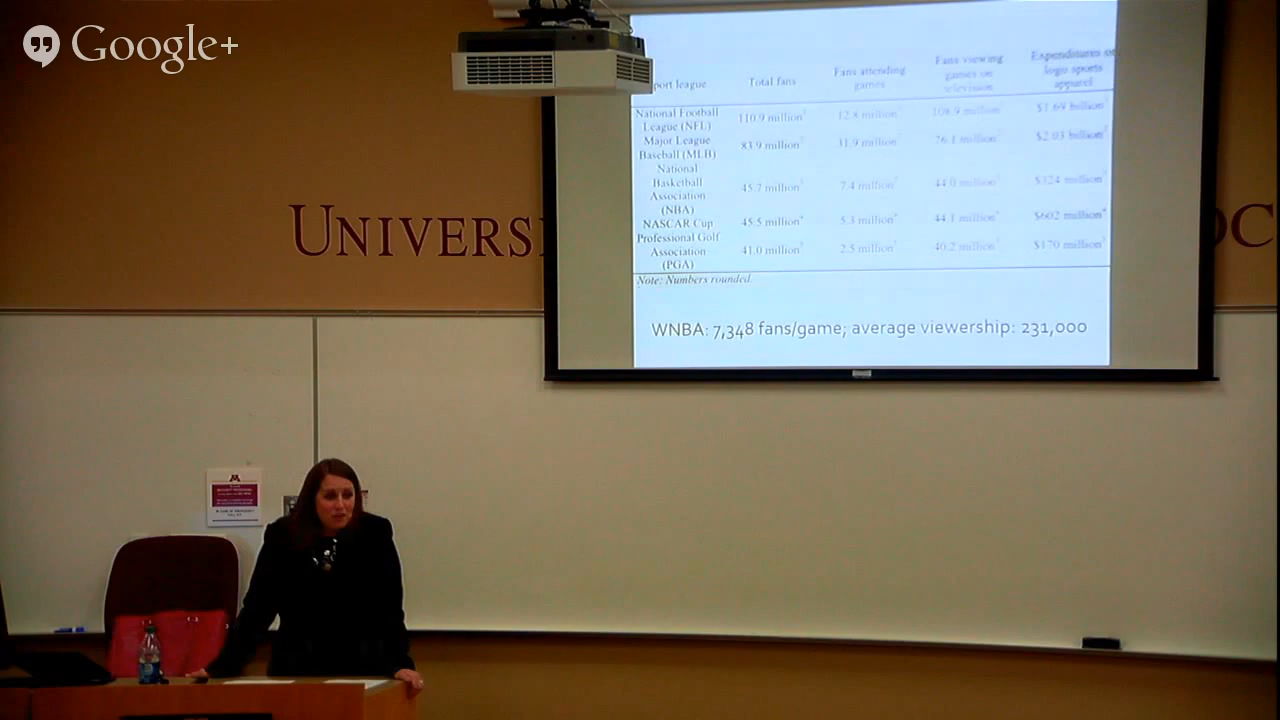 Google+
UNIVERS
OC
port league Total fans Fans attending games Fans viewing games on television Expenditures on logo sports apparel
National Football League (NFL) 110.9 million 12.8 million 108.9 million $1.69 billion
Major League Baseball (MLB) 83.9 million 31.9 million 76.1 million $2.03 billion
National Basketball Association (NBA) 45.7 million 7.4 million 44.0 million $324 million
NASCAR Cup 45.5 million 5.3 million 44.1 million $602 million
Professional Golf Association (PGA) 41.0 million 2.5 million 40.2 million $170 million
Note: Numbers rounded.
WNBA: 7,348 fans/game; average viewership: 231,000
M